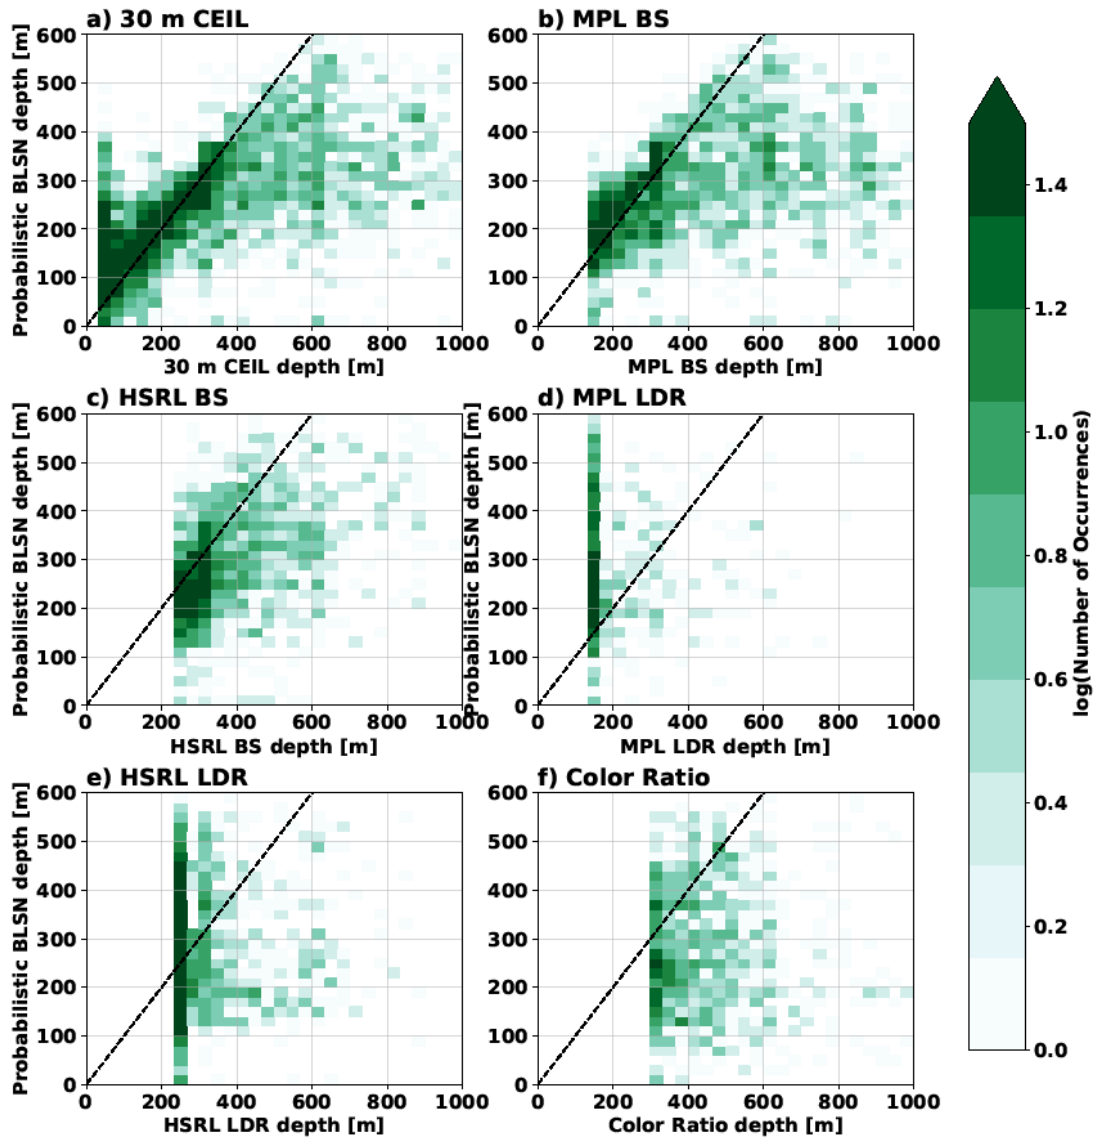 a) 30 m CEIL
b) MPL BS
Probabilistic BLSN depth [m]
600
500
400
300
200
100
0
0 200 400 600 800 1000
30 m CEIL depth [m]
Probabilistic BLSN depth [m]
600
500
400
300
200
100
0
0 200 400 600 800 1000
MPL BS depth [m]
c) HSRL BS
d) MPL LDR
Probabilistic BLSN depth [m]
600
500
400
300
200
100
0
0 200 400 600 800 1000
HSRL BS depth [m]
Probabilistic BLSN depth [m]
600
500
400
300
200
100
0
0 200 400 600 800 1000
MPL LDR depth [m]
e) HSRL LDR
f) Color Ratio
Probabilistic BLSN depth [m]
600
500
400
300
200
100
0
0 200 400 600 800 1000
HSRL LDR depth [m]
600
500
400
300
200
100
0
0 200 400 600 800 1000
Color Ratio depth [m]
1.4
1.2
1.0
0.8
0.6
0.4
0.2
0.0
log(Number of Occurrences)